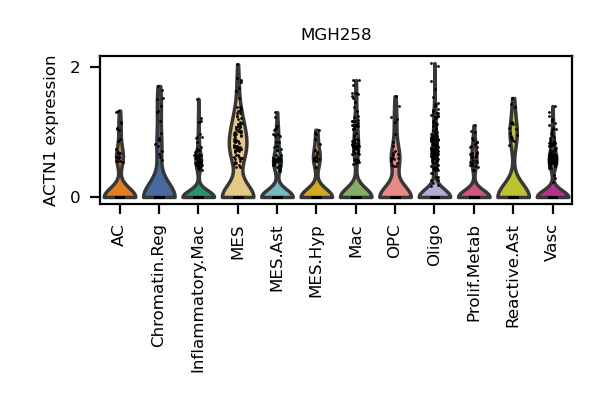 MGH258
ACTN1 expression
2
0
AC
Chromatin.Reg
Inflammatory.Mac
MES
MES.Ast
MES.Hyp
Mac
OPC
Oligo
Prolif.Metab
Reactive.Ast
Vasc